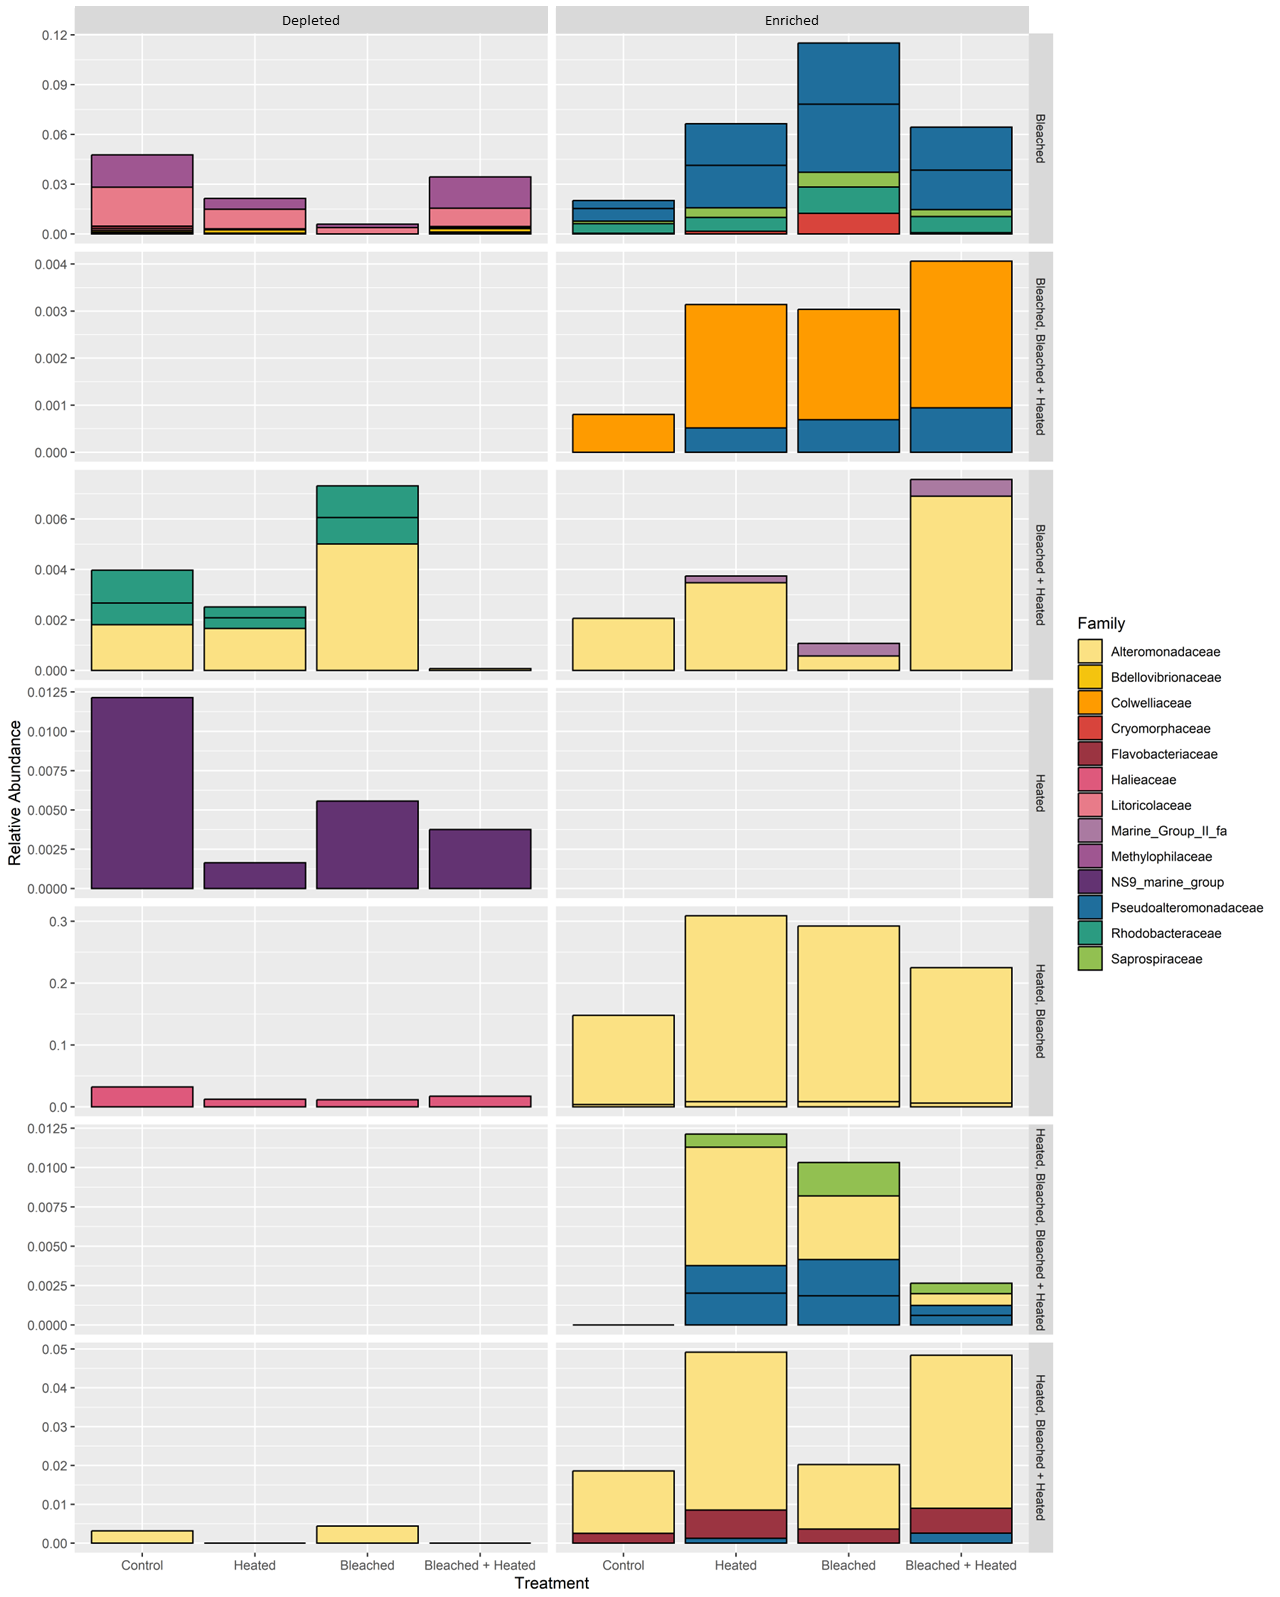 Depleted
Enriched
0.12
0.09
0.06
0.03
0.00
Bleached
0.004
0.003
0.002
0.001
0.000
Bleached, Bleached + Heated
0.006
0.004
0.002
0.000
Bleached + Heated
0.0125
0.0100
0.0075
0.0050
0.0025
0.0000
Heated
0.3
0.2
0.1
0.0
Heated, Bleached
0.0125
0.0100
0.0075
0.0050
0.0025
0.0000
Heated, Bleached, Bleached + Heated
0.05
0.04
0.03
0.02
0.01
0.00
Heated, Bleached + Heated
Relative Abundance
Control
Heated
Bleached
Bleached + Heated
Control
Heated
Bleached
Bleached + Heated
Treatment
Family
Alteromonadaceae
Bdellovibrionaceae
Colwelliaceae
Cryomorphaceae
Flavobacteriaceae
Halieaceae
Litoricolaceae
Marine_Group_II_fa
Methylophilaceae
NS9_marine_group
Pseudoalteromonadaceae
Rhodobacteraceae
Saprospiraceae